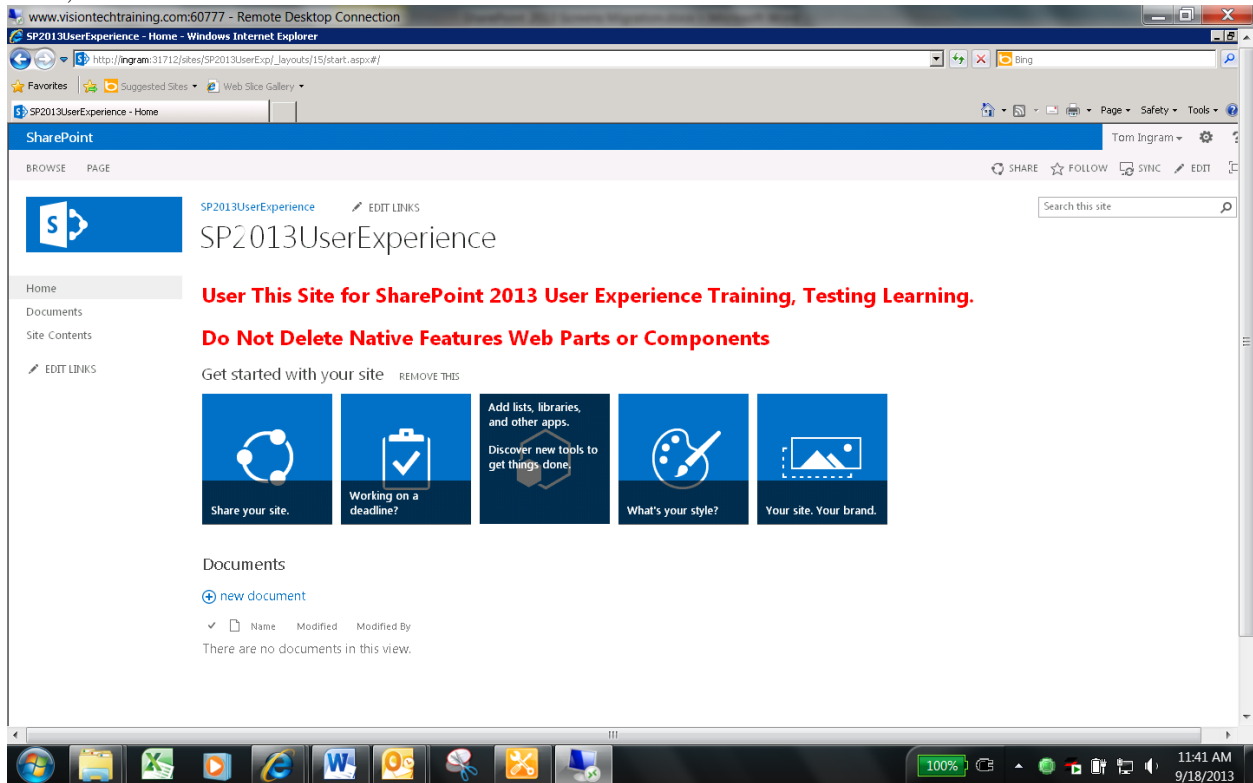 www.visiontechtraining.com:60777 - Remote Desktop Connection
SP2013UserExperience - Home - Windows Internet Explorer
http://ingram:31712/sites/SP2013UserExp/_layouts/15/start.aspx#/
Bing
Favorites Suggested Sites Web Slice Gallery
SP2013UserExperience - Home
Page Safety Tools
SharePoint
Tom Ingram
BROWSE PAGE
SHARE FOLLOW SYNC EDIT
SP2013UserExperience EDIT LINKS
Search this site
SP2013UserExperience
Home
Documents
Site Contents
EDIT LINKS
User This Site for SharePoint 2013 User Experience Training, Testing Learning.
Do Not Delete Native Features Web Parts or Components
Get started with your site REMOVE THIS
Share your site.
Working on a
deadline?
Add lists, libraries,
and other apps.
Discover new tools to
get things done.
What's your style?
Your site. Your brand.
Documents
new document
Name Modified Modified By
There are no documents in this view.
100%
11:41 AM
9/18/2013